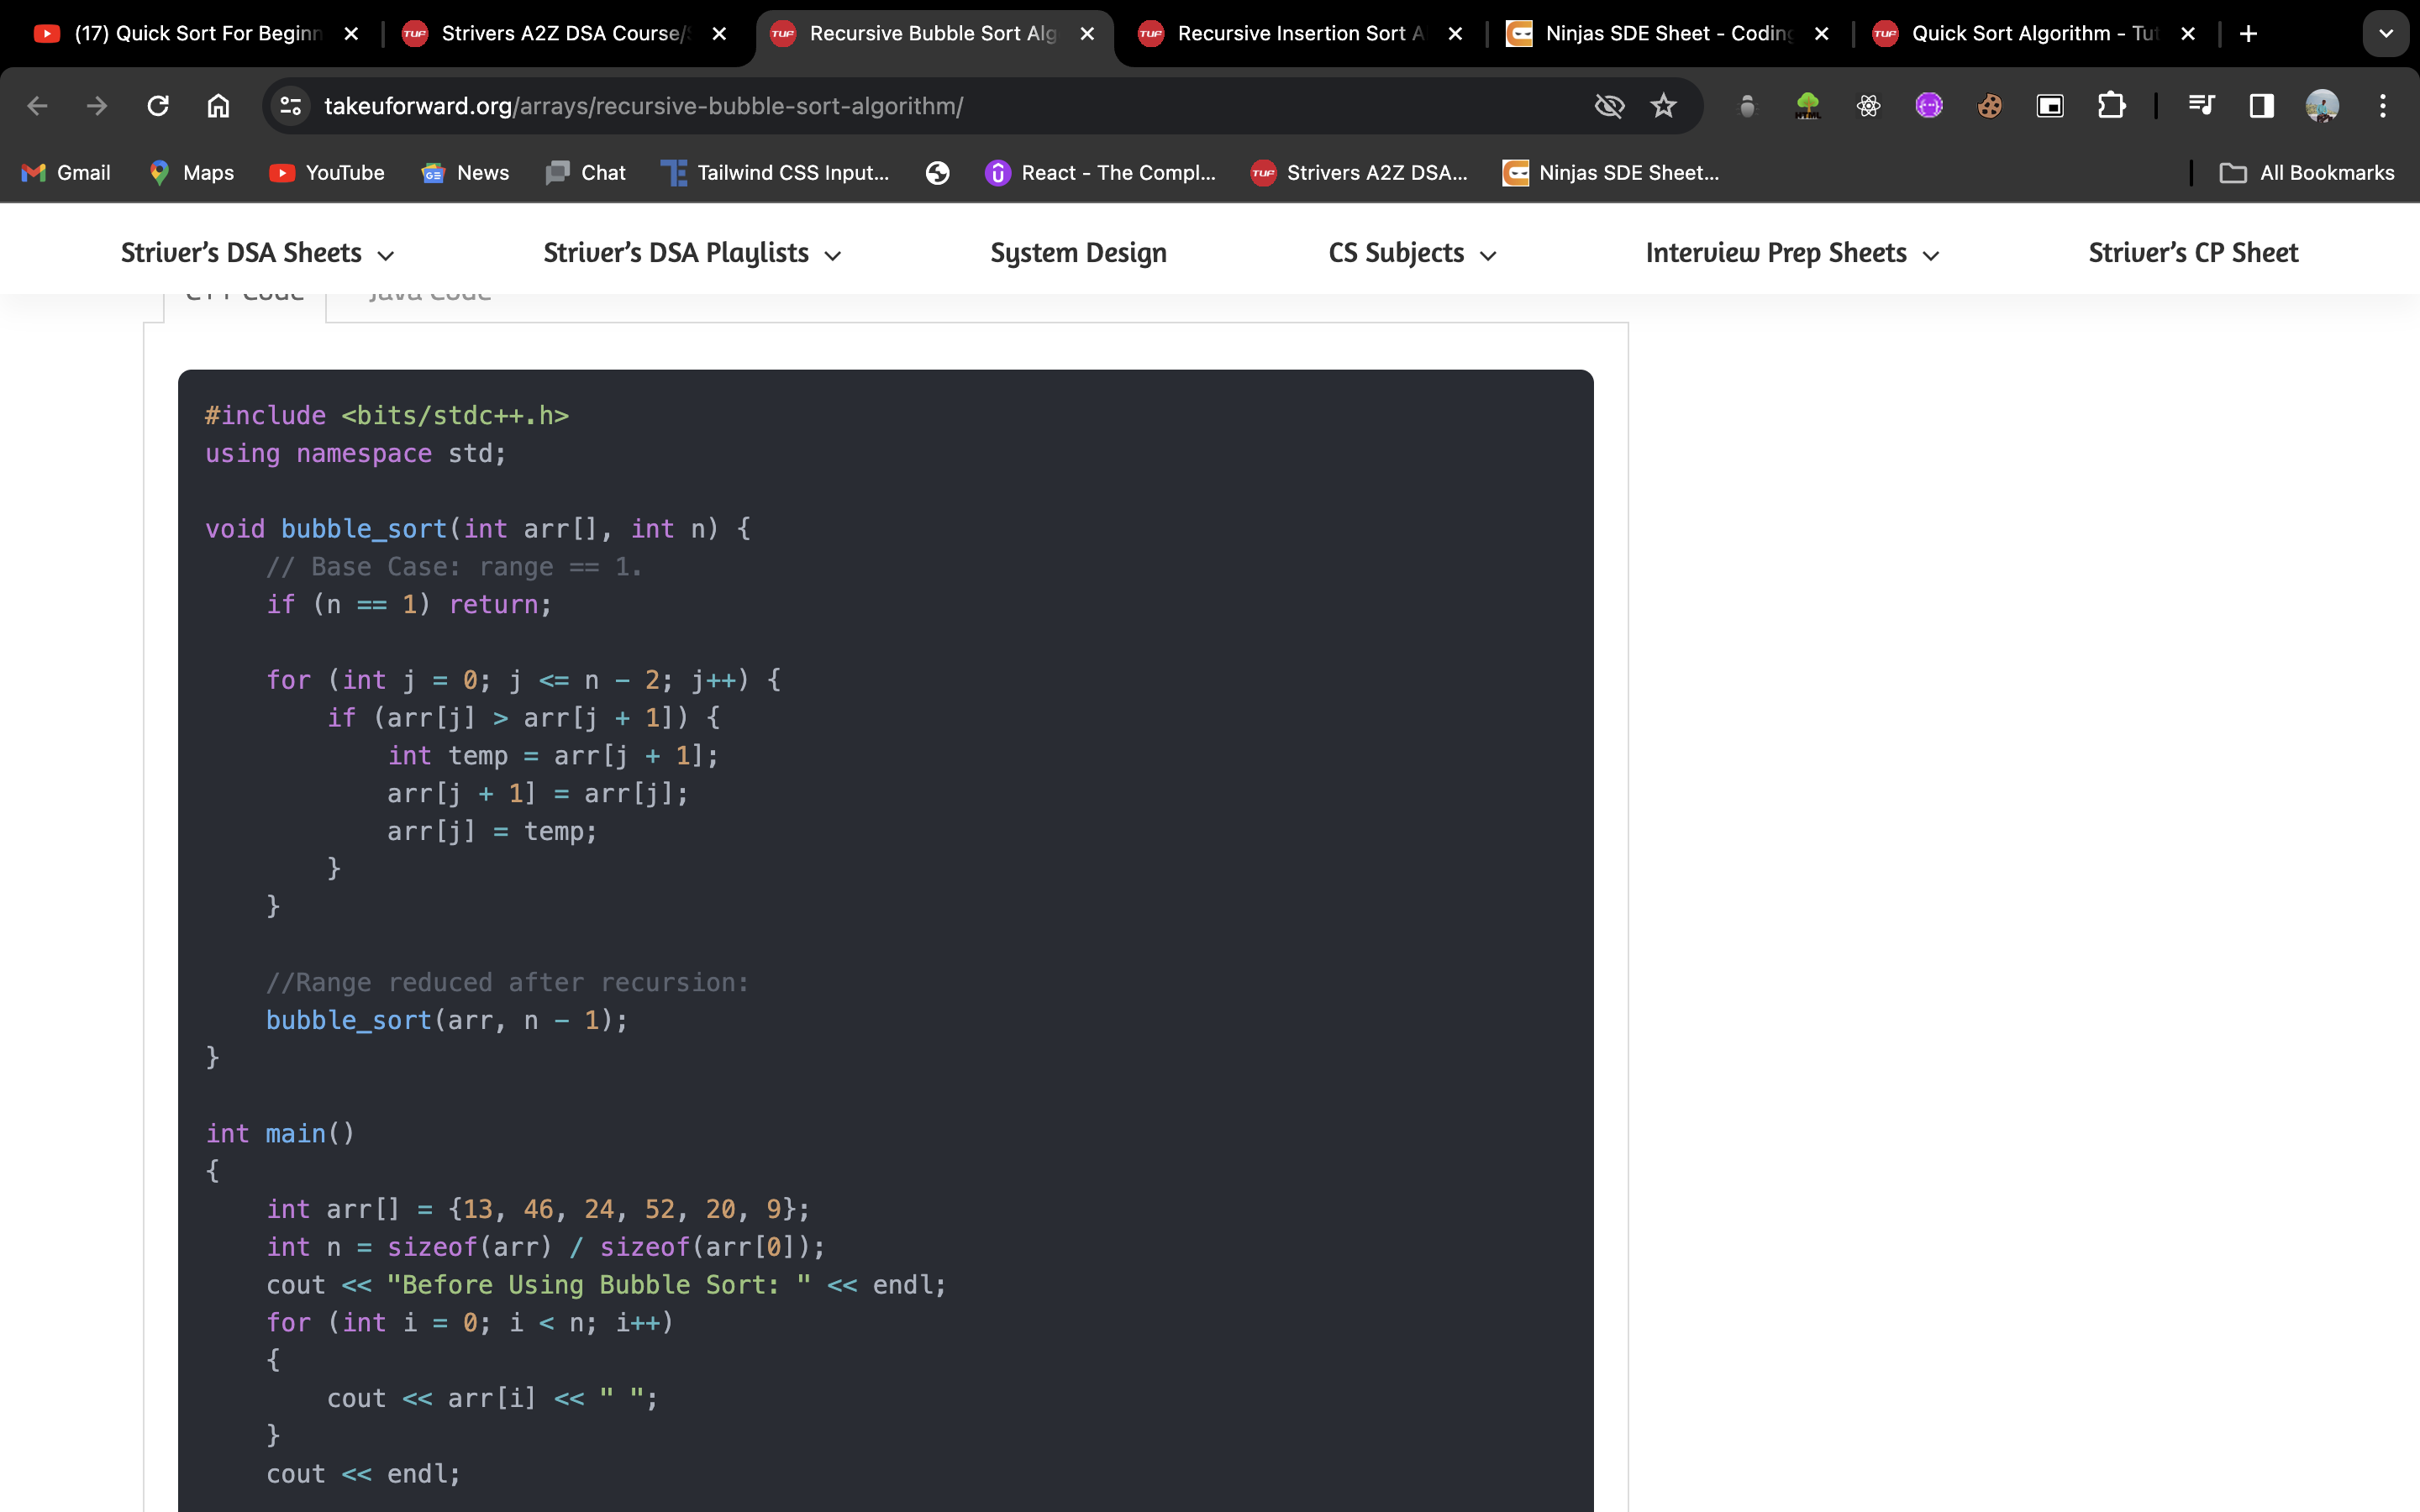 (17) Quick Sort For Beginn
Strivers A2Z DSA Course/
Recursive Bubble Sort Alg
Recursive Insertion Sort A
Ninjas SDE Sheet - Coding
Quick Sort Algorithm - Tut
takeuforward.org/arrays/recursive-bubble-sort-algorithm/
Gmail
Maps
YouTube
News
Chat
Tailwind CSS Input...
React - The Compl...
Strivers A2Z DSA...
Ninjas SDE Sheet...
All Bookmarks
Striver’s DSA Sheets
Striver’s DSA Playlists
System Design
CS Subjects
Interview Prep Sheets
Striver’s CP Sheet
C++ Code
Java Code
#include <bits/stdc++.h>
using namespace std;
void bubble_sort(int arr[], int n) {
    // Base Case: range == 1.
    if (n == 1) return;
    for (int j = 0; j <= n - 2; j++) {
        if (arr[j] > arr[j + 1]) {
            int temp = arr[j + 1];
            arr[j + 1] = arr[j];
            arr[j] = temp;
        }
    }
    //Range reduced after recursion:
    bubble_sort(arr, n - 1);
}
int main()
{
    int arr[] = {13, 46, 24, 52, 20, 9};
    int n = sizeof(arr) / sizeof(arr[0]);
    cout << "Before Using Bubble Sort: " << endl;
    for (int i = 0; i < n; i++)
    {
        cout << arr[i] << " ";
    }
    cout << endl;